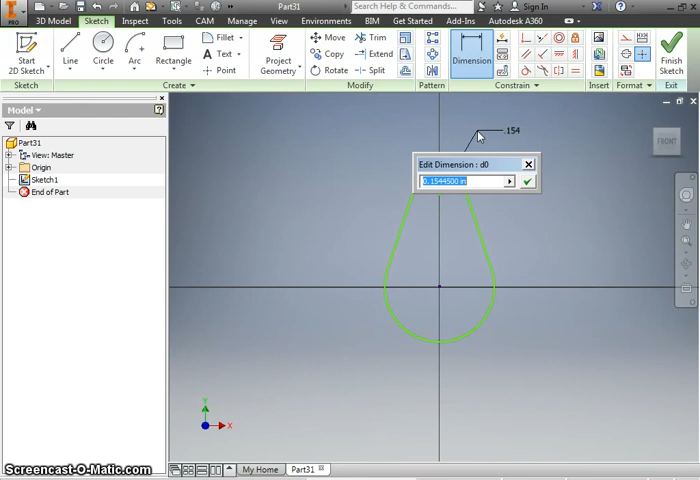 Part31
Search Help & Commands...
Sign In
PRO
3D Model Sketch Inspect Tools CAM Manage View Environments BIM Get Started Add-Ins Autodesk A360
Start 2D Sketch
Line
Circle
Arc
Rectangle
Fillet
Text
Point
Project Geometry
Move
Copy
Rotate
Trim
Extend
Split
Dimension
Finish Sketch
Sketch Create Modify Pattern Constrain Insert Format Exit
Model
Part31
View: Master
Origin
Sketch1
End of Part
.154
Edit Dimension : d0
0.1544500 in
FRONT
Y
X
My Home
Part31
Screencast-O-Matic.com